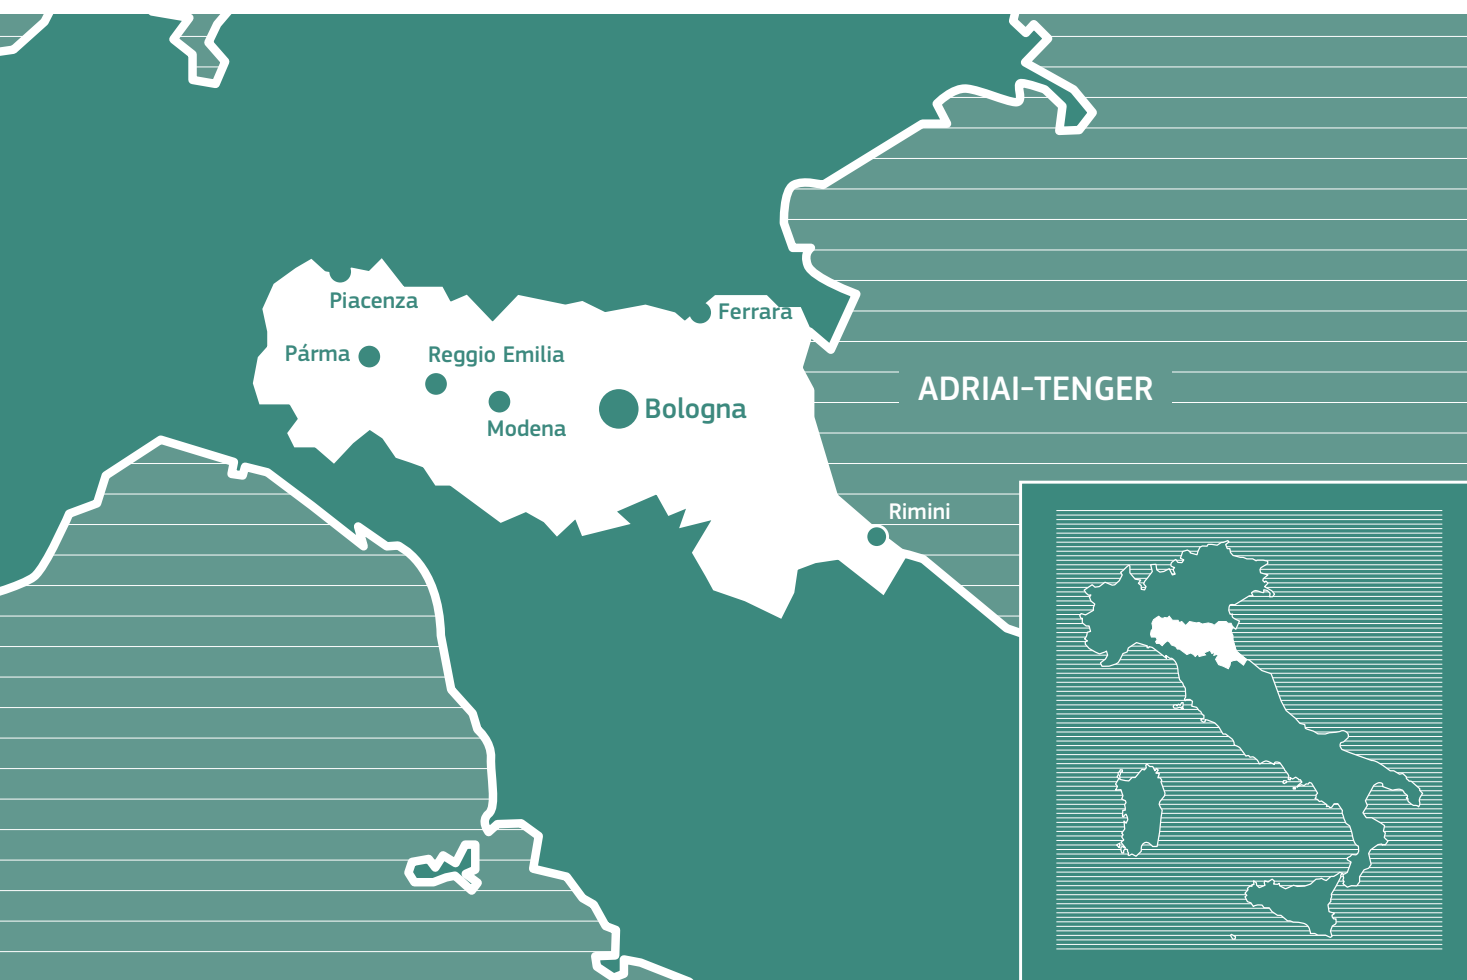 Piacenza
Ferrara
Párma
Reggio Emilia
ADRIAI-TENGER
Bologna
Modena
Rimini